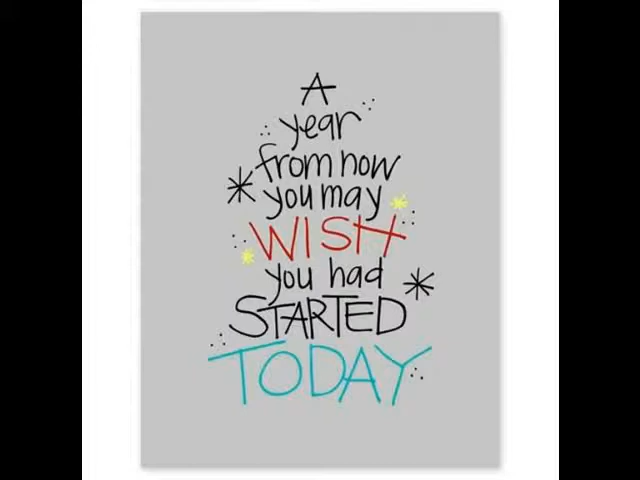 A
year
from now
you may
WISH
you had
STARTED
TODAY